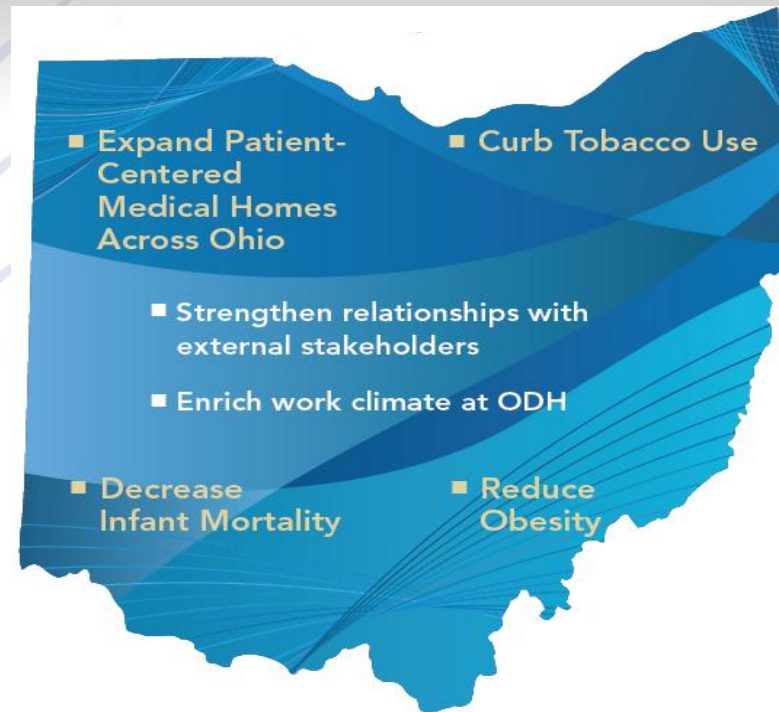 ▪ Expand Patient-
Centered
Medical Homes
Across Ohio
▪ Curb Tobacco Use
▪ Strengthen relationships with
external stakeholders
▪ Enrich work climate at ODH
▪ Decrease
Infant Mortality
▪ Reduce
Obesity